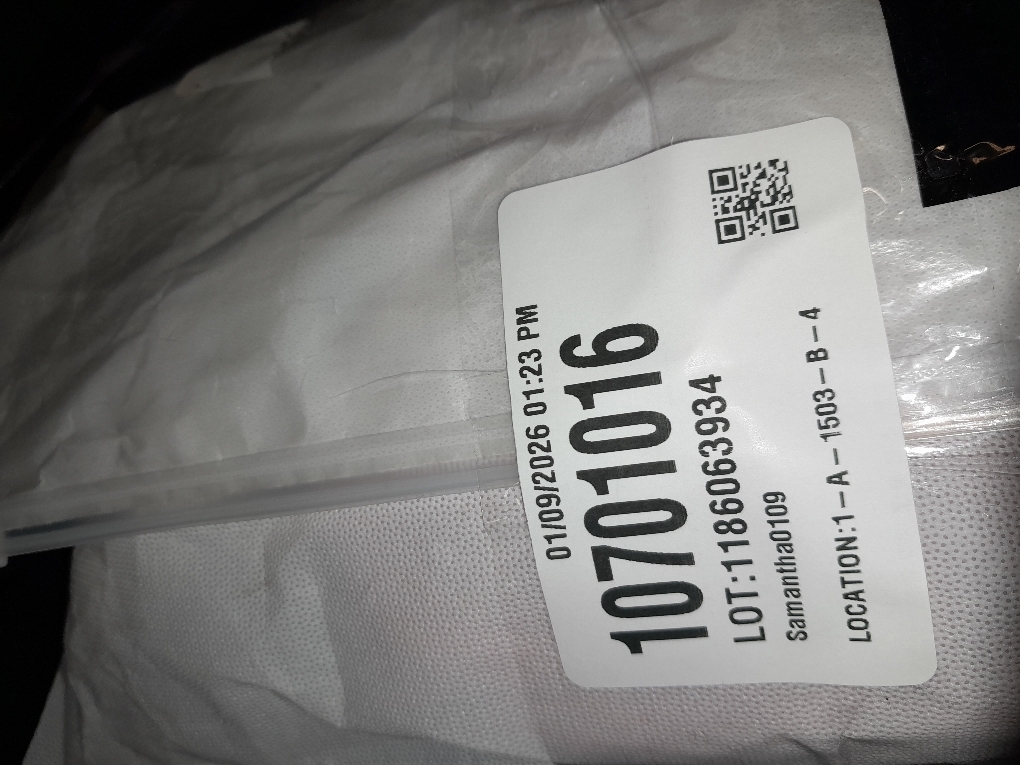 01/09/2026 01:23 PM
10701016
LOT:1186063934
Samantha0109
LOCATION:1-A-1503-B-4